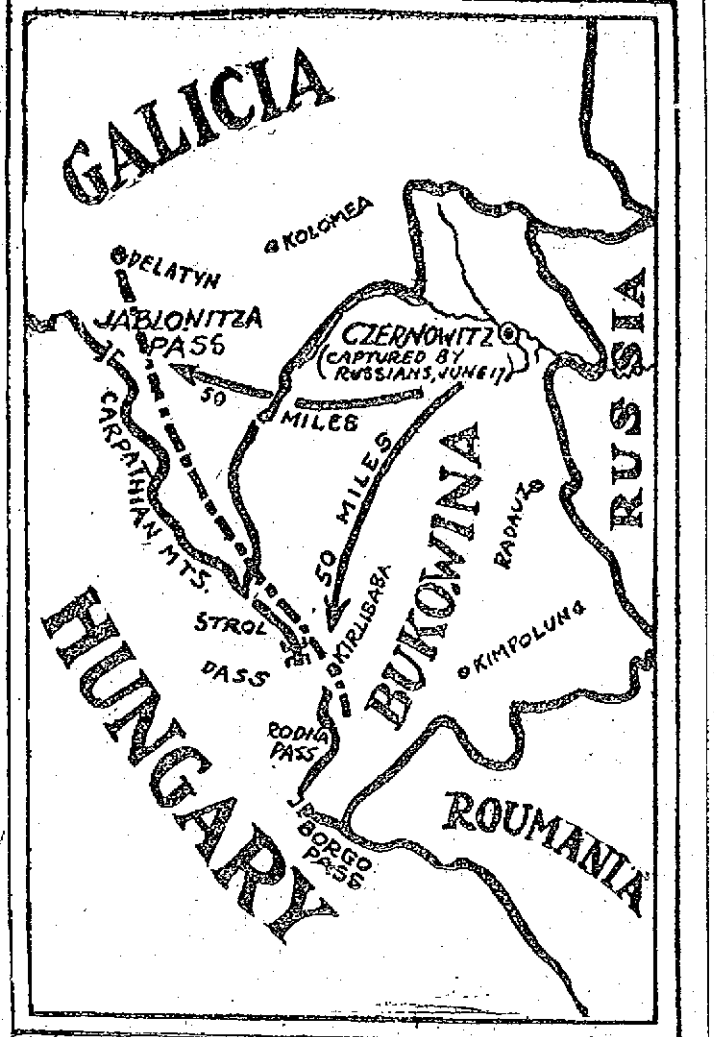 GALICIA
KOLOMEA
DELATYN
JABLONITZA
PASS
CZERNOWITZ
(CAPTURED BY
RUSSIANS, JUNE 17)
50
MILES
RUSSIA
CARPATHIAN MTS.
50 MILES
BUKOWINA
RADAUZ
STROL
PASS
KIRLIBABA
KIMPOLUNG
HUNGARY
RODNA
PASS
BORGO
PASS
ROUMANIA